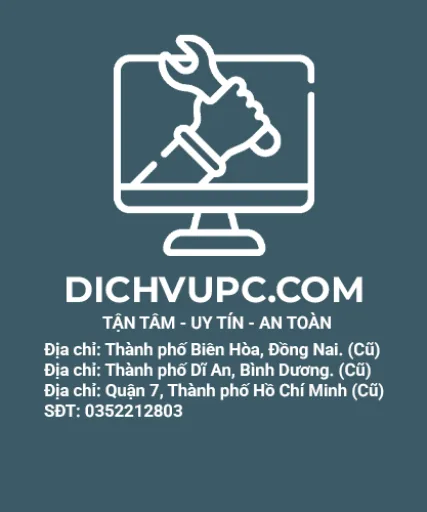 DICHVUPC.COM
TẬN TÂM - UY TÍN - AN TOÀN
Địa chỉ: Thành phố Biên Hòa, Đồng Nai. (Cũ)
Địa chỉ: Thành phố Dĩ An, Bình Dương. (Cũ)
Địa chỉ: Quận 7, Thành phố Hồ Chí Minh (Cũ)
SĐT: 0352212803